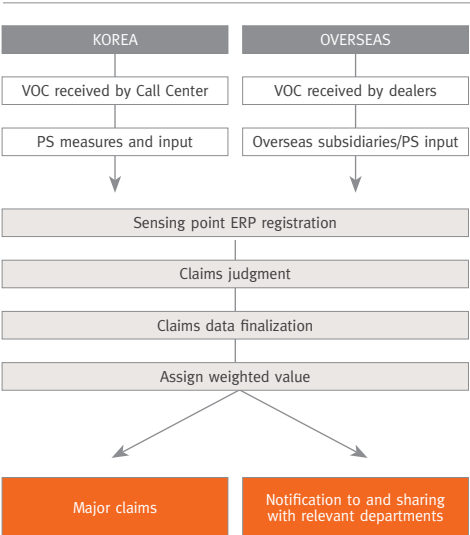 KOREA
OVERSEAS
VOC received by Call Center
VOC received by dealers
PS measures and input
Overseas subsidiaries/PS input
Sensing point ERP registration
Claims judgment
Claims data finalization
Assign weighted value
Major claims
Notification to and sharing
with relevant departments